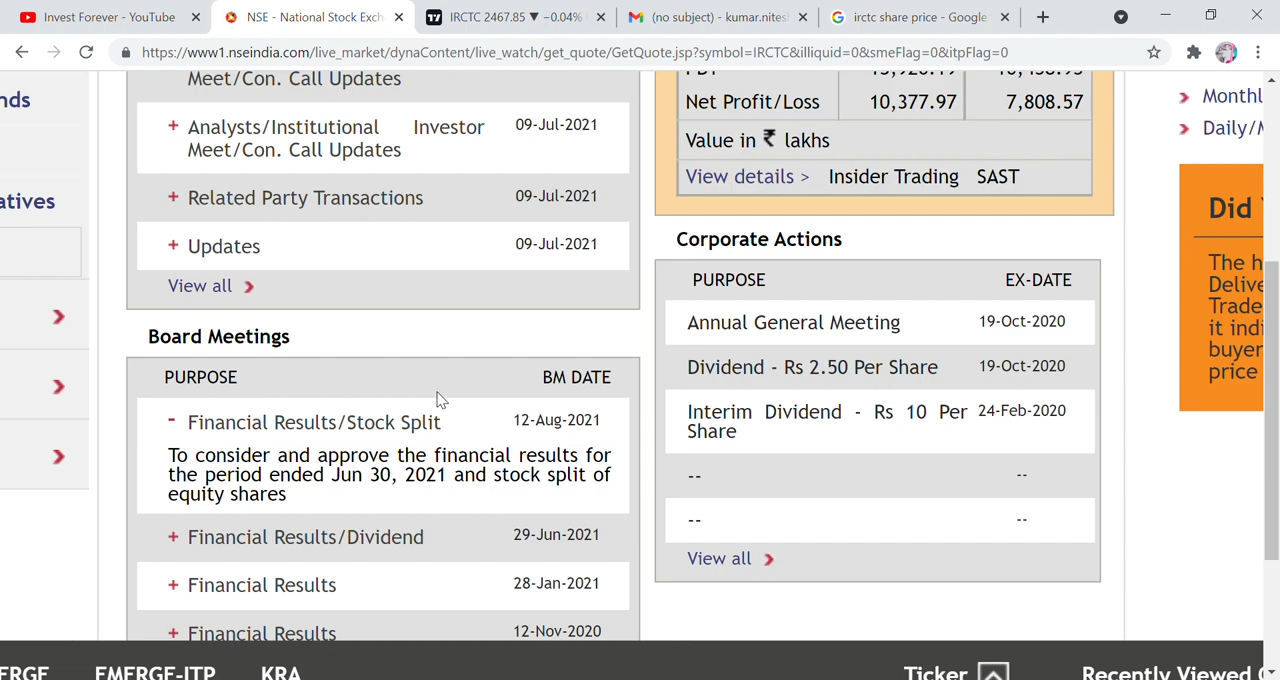 Invest Forever - YouTube
NSE - National Stock Exch
IRCTC 2467.85 ▼ −0.04%
(no subject) - kumar.nites
irctc share price - Google
https://www1.nseindia.com/live_market/dynaContent/live_watch/get_quote/GetQuote.jsp?symbol=IRCTC&illiquid=0&smeFlag=0&itpFlag=0
nds
atives
Meet/Con. Call Updates
+ Analysts/Institutional Investor 09-Jul-2021
Meet/Con. Call Updates
+ Related Party Transactions 09-Jul-2021
+ Updates 09-Jul-2021
View all
Board Meetings
PURPOSE BM DATE
- Financial Results/Stock Split 12-Aug-2021
To consider and approve the financial results for
the period ended Jun 30, 2021 and stock split of
equity shares
+ Financial Results/Dividend 29-Jun-2021
+ Financial Results 28-Jan-2021
+ Financial Results 12-Nov-2020
Net Profit/Loss 10,377.97 7,808.57
Value in ₹ lakhs
View details > Insider Trading SAST
Corporate Actions
PURPOSE EX-DATE
Annual General Meeting 19-Oct-2020
Dividend - Rs 2.50 Per Share 19-Oct-2020
Interim Dividend - Rs 10 Per 24-Feb-2020
Share
-- --
-- --
View all
Monthl
Daily/M
Did
The h
Delive
Trade
it indi
buyer
price
ERGE EMERGE-ITP KRA Ticker Recently Viewed